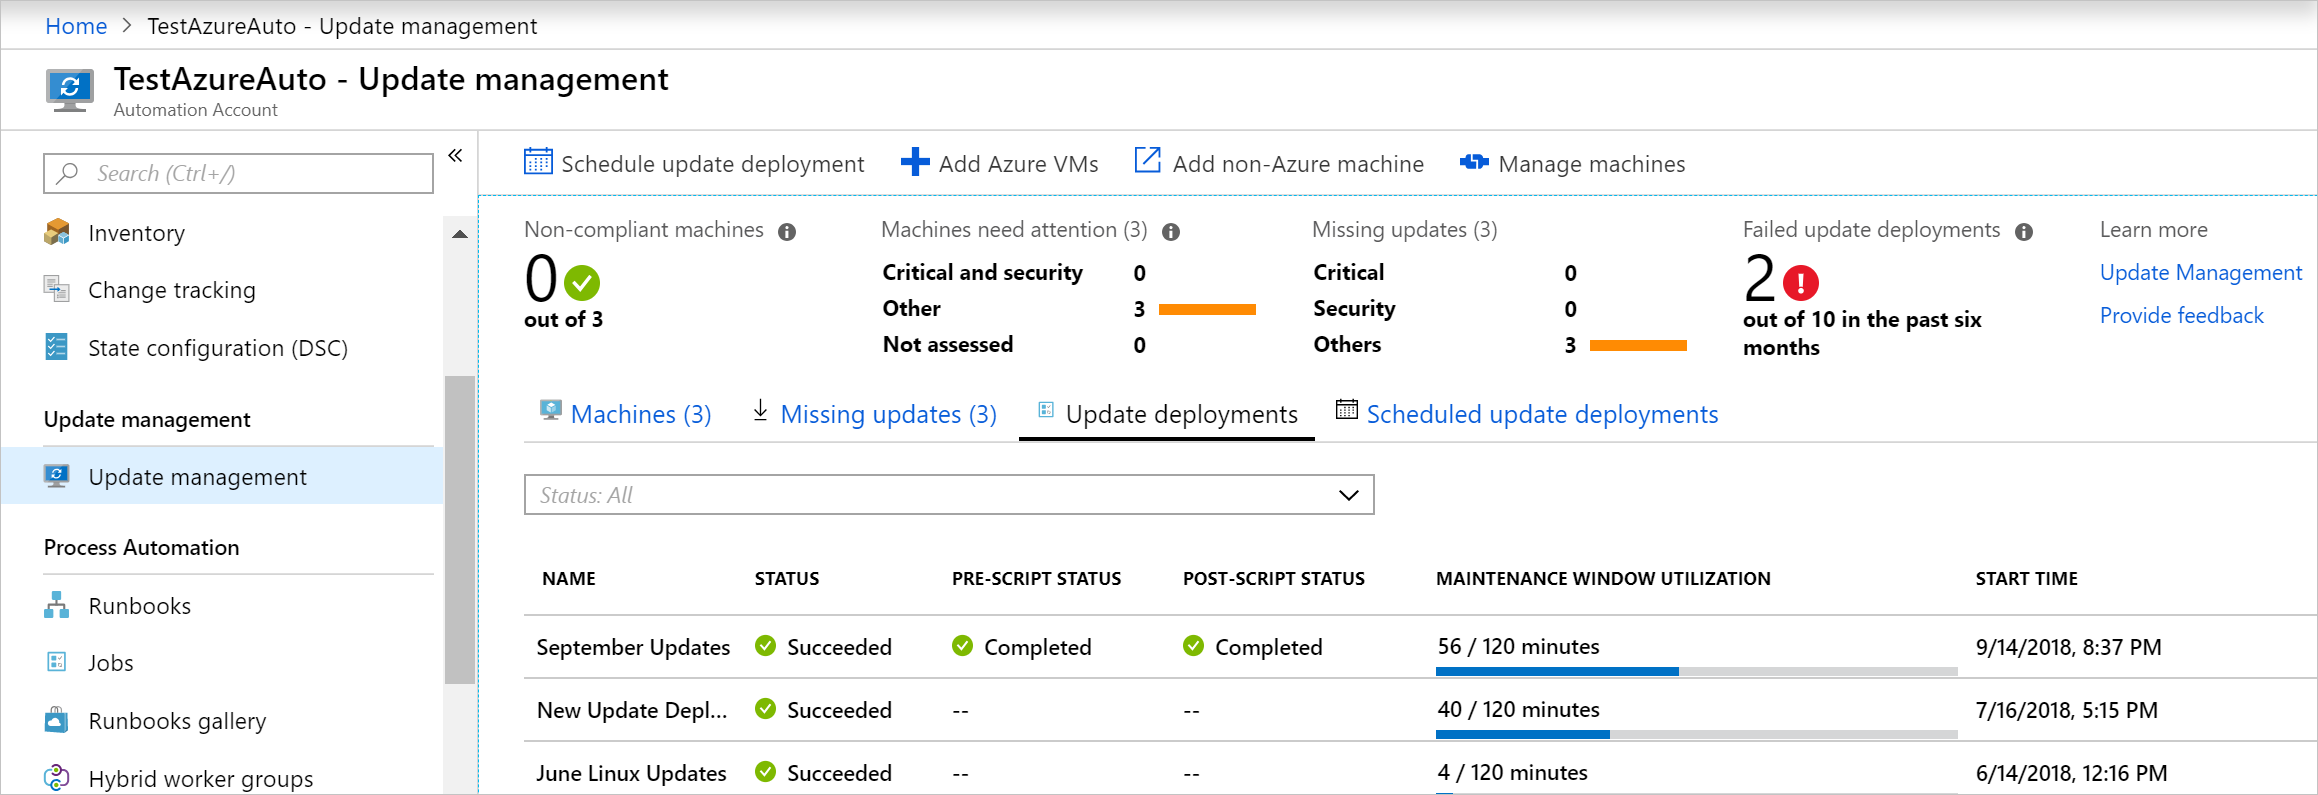 Home > TestAzureAuto - Update management
TestAzureAuto - Update management
Automation Account
Search (Ctrl+/)
«
Inventory
Change tracking
State configuration (DSC)
Update management
Update management
Process Automation
Runbooks
Jobs
Runbooks gallery
Hybrid worker groups
Schedule update deployment
Add Azure VMs
Add non-Azure machine
Manage machines
Non-compliant machines
0
out of 3
Machines need attention (3)
Critical and security 0
Other 3
Not assessed 0
Missing updates (3)
Critical 0
Security 0
Others 3
Failed update deployments
2
out of 10 in the past six
months
Learn more
Update Management
Provide feedback
Machines (3)
Missing updates (3)
Update deployments
Scheduled update deployments
Status: All
NAME STATUS PRE-SCRIPT STATUS POST-SCRIPT STATUS MAINTENANCE WINDOW UTILIZATION START TIME
September Updates Succeeded Completed Completed 56 / 120 minutes 9/14/2018, 8:37 PM
New Update Depl... Succeeded -- -- 40 / 120 minutes 7/16/2018, 5:15 PM
June Linux Updates Succeeded -- -- 4 / 120 minutes 6/14/2018, 12:16 PM